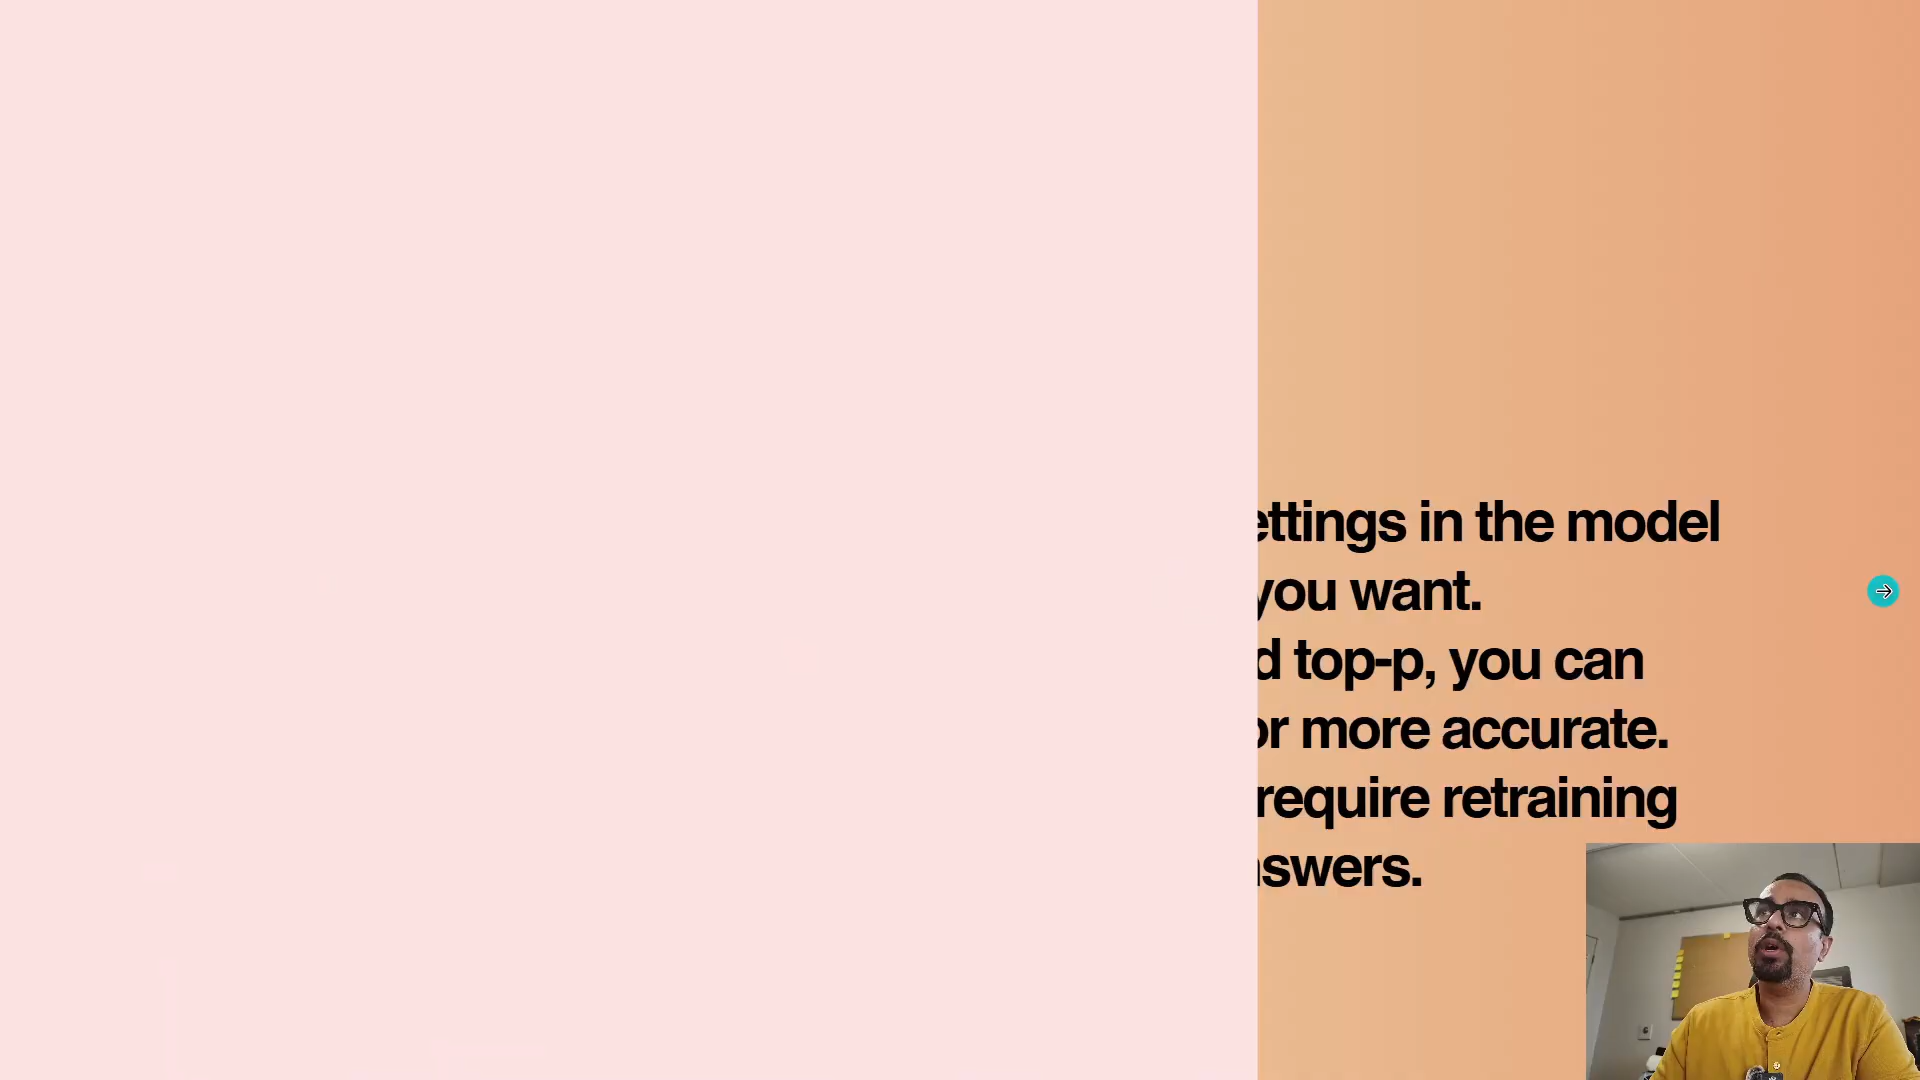 ettings in the model
you want.
d top-p, you can
or more accurate.
require retraining
swers.